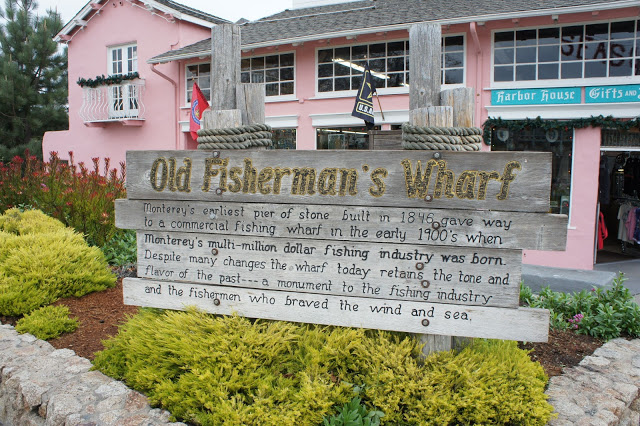 Harbor House Gifts and
Old Fisherman's Wharf
Monterey's earliest pier of stone built in 1846 gave way
to a commercial fishing wharf in the early 1900's when
Monterey's multi-million dollar fishing industry was born.
Despite many changes the wharf today retains the tone and
flavor of the past---a monument to the fishing industry
and the fishermen who braved the wind and sea.